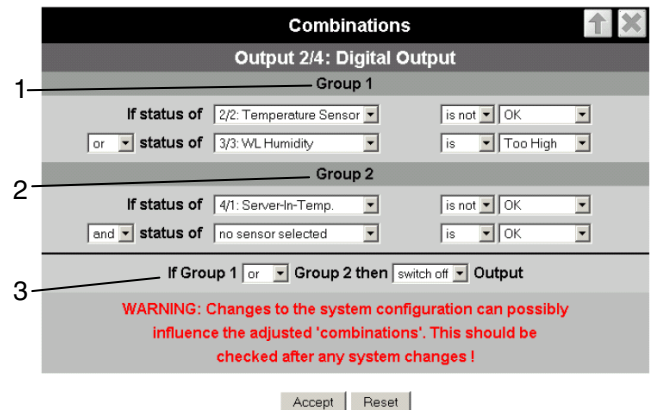 Combinations
Output 2/4: Digital Output
1
Group 1
If status of 2/2: Temperature Sensor is not OK
or status of 3/3: WL Humidity is Too High
2
Group 2
If status of 4/1: Server-In-Temp. is not OK
and status of no sensor selected is OK
3
If Group 1 or Group 2 then switch off Output
WARNING: Changes to the system configuration can possibly
influence the adjusted 'combinations'. This should be
checked after any system changes !
Accept Reset